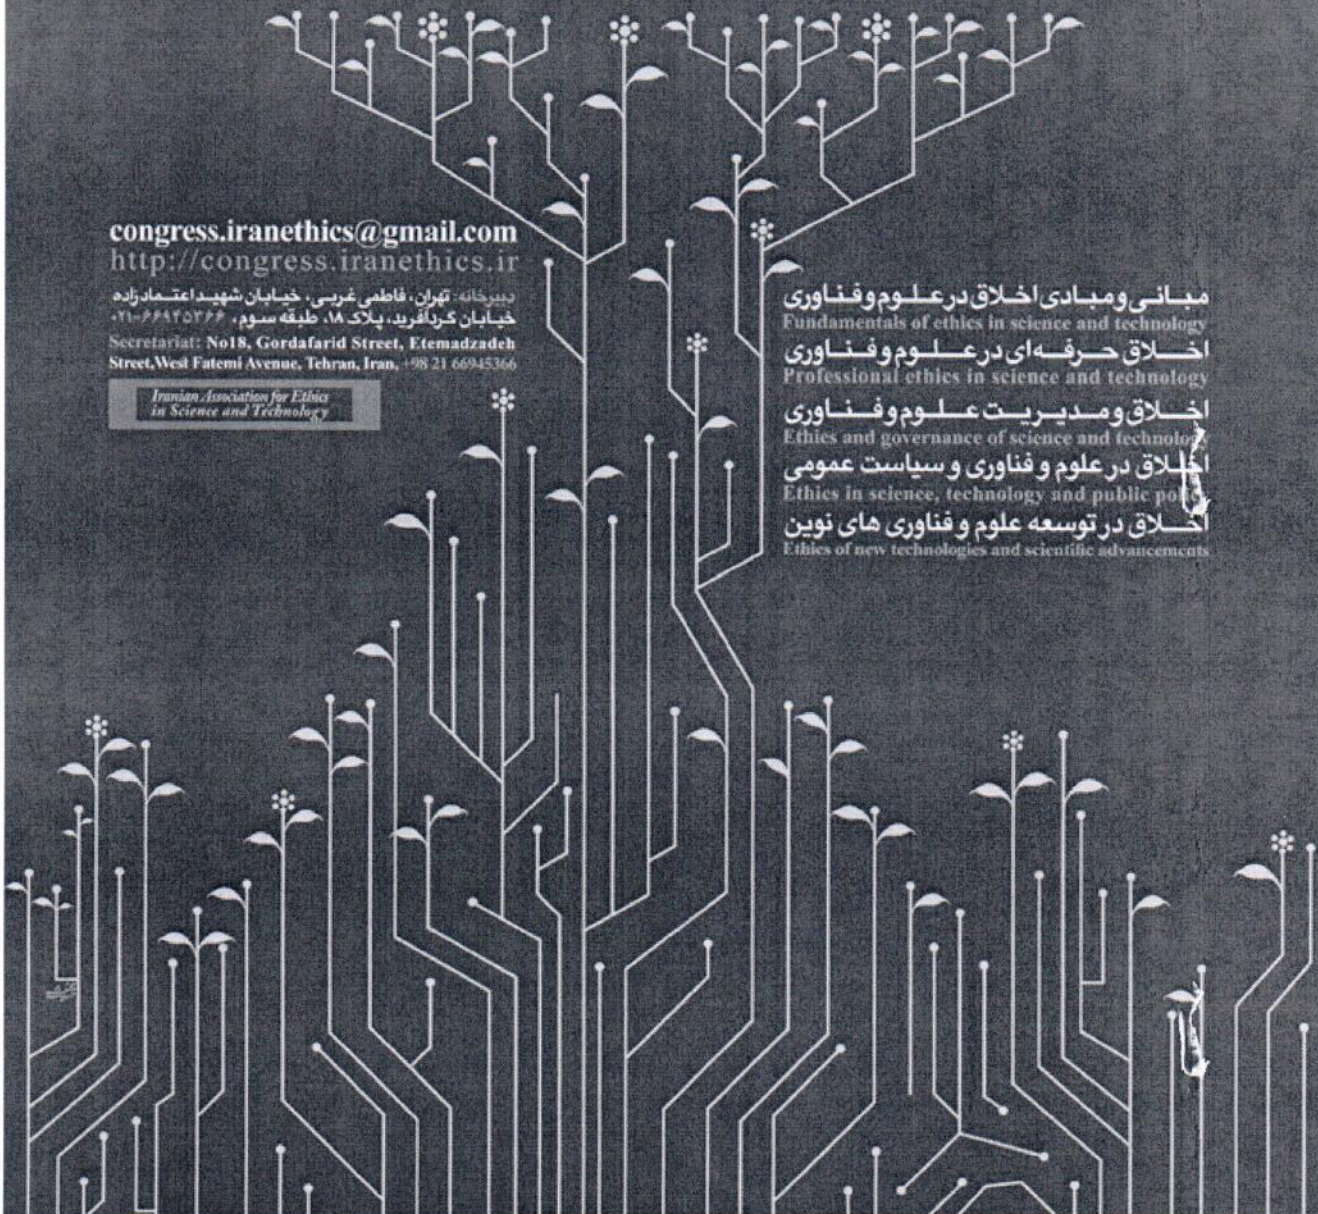 congress.iranethics@gmail.com
http://congress.iranethics.ir
دبیرخانه: تهران، فاطمی غربی، خیابان شهید اعتمادزاده
خیابان گردآفرید، پلاک ۱۸، طبقه سوم، ۶۶۹۴۵۳۶۶-۰۲۱
Secretariat: No18, Gordafarid Street, Etemadzadeh
Street,West Fatemi Avenue, Tehran, Iran, +98 21 66945366
Iranian Association for Ethics
in Science and Technology
مبانی و مبادی اخلاق در علوم و فناوری
Fundamentals of ethics in science and technology
اخلاق حرفه‌ای در علوم و فناوری
Professional ethics in science and technology
اخلاق و مدیریت علوم و فناوری
Ethics and governance of science and technology
اخلاق در علوم و فناوری و سیاست عمومی
Ethics in science, technology and public policy
اخلاق در توسعه علوم و فناوری های نوین
Ethics of new technologies and scientific advancements